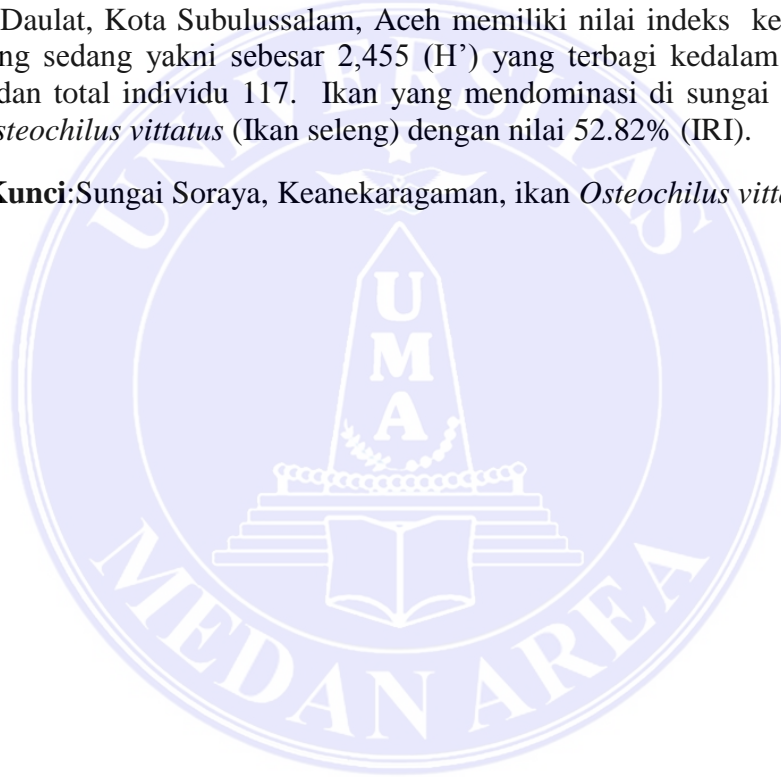 Daulat, Kota Subulussalam, Aceh memiliki nilai indeks ke
ng sedang yakni sebesar 2,455 (H’) yang terbagi kedalam
dan total individu 117. Ikan yang mendominasi di sungai
steochilus vittatus (Ikan seleng) dengan nilai 52.82% (IRI).
Kunci:Sungai Soraya, Keanekaragaman, ikan Osteochilus vitta
UNIVERSITAS
UMA
MEDAN AREA